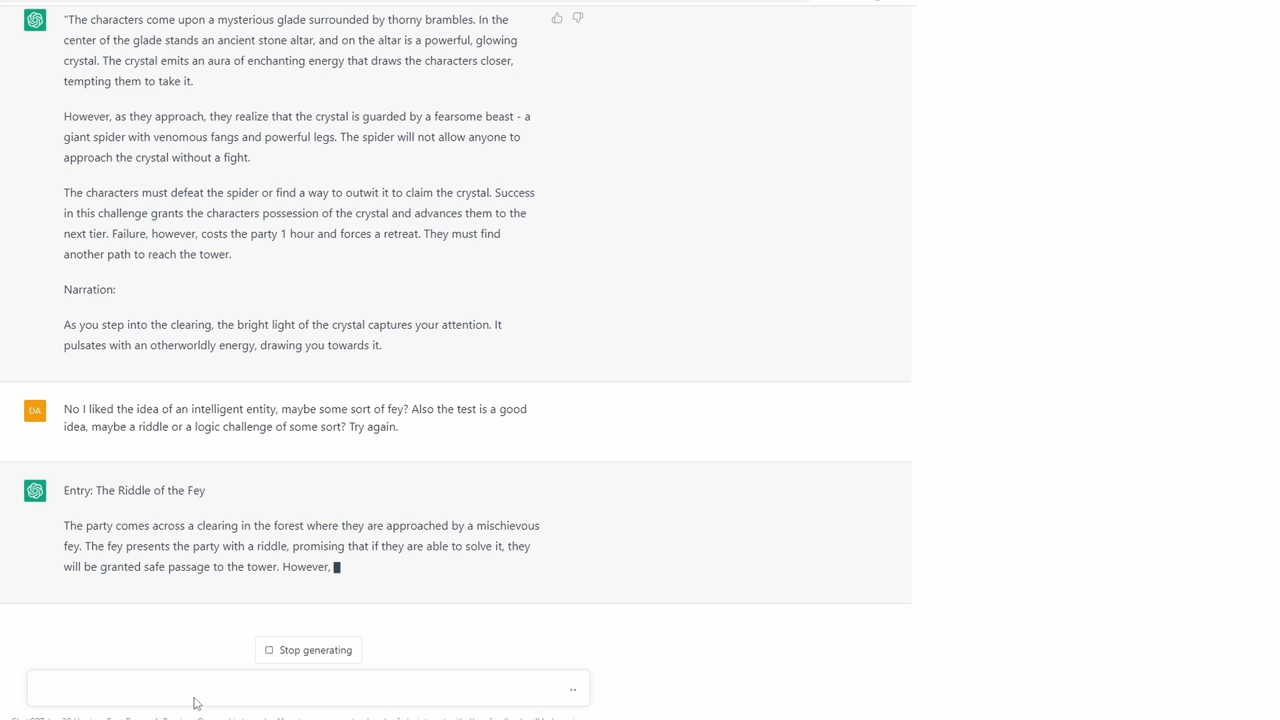 "The characters come upon a mysterious glade surrounded by thorny brambles. In the
center of the glade stands an ancient stone altar, and on the altar is a powerful, glowing
crystal. The crystal emits an aura of enchanting energy that draws the characters closer,
tempting them to take it.
However, as they approach, they realize that the crystal is guarded by a fearsome beast - a
giant spider with venomous fangs and powerful legs. The spider will not allow anyone to
approach the crystal without a fight.
The characters must defeat the spider or find a way to outwit it to claim the crystal. Success
in this challenge grants the characters possession of the crystal and advances them to the
next tier. Failure, however, costs the party 1 hour and forces a retreat. They must find
another path to reach the tower.
Narration:
As you step into the clearing, the bright light of the crystal captures your attention. It
pulsates with an otherworldly energy, drawing you towards it.
DA
No I liked the idea of an intelligent entity, maybe some sort of fey? Also the test is a good
idea, maybe a riddle or a logic challenge of some sort? Try again.
Entry: The Riddle of the Fey
The party comes across a clearing in the forest where they are approached by a mischievous
fey. The fey presents the party with a riddle, promising that if they are able to solve it, they
will be granted safe passage to the tower. However,
Stop generating